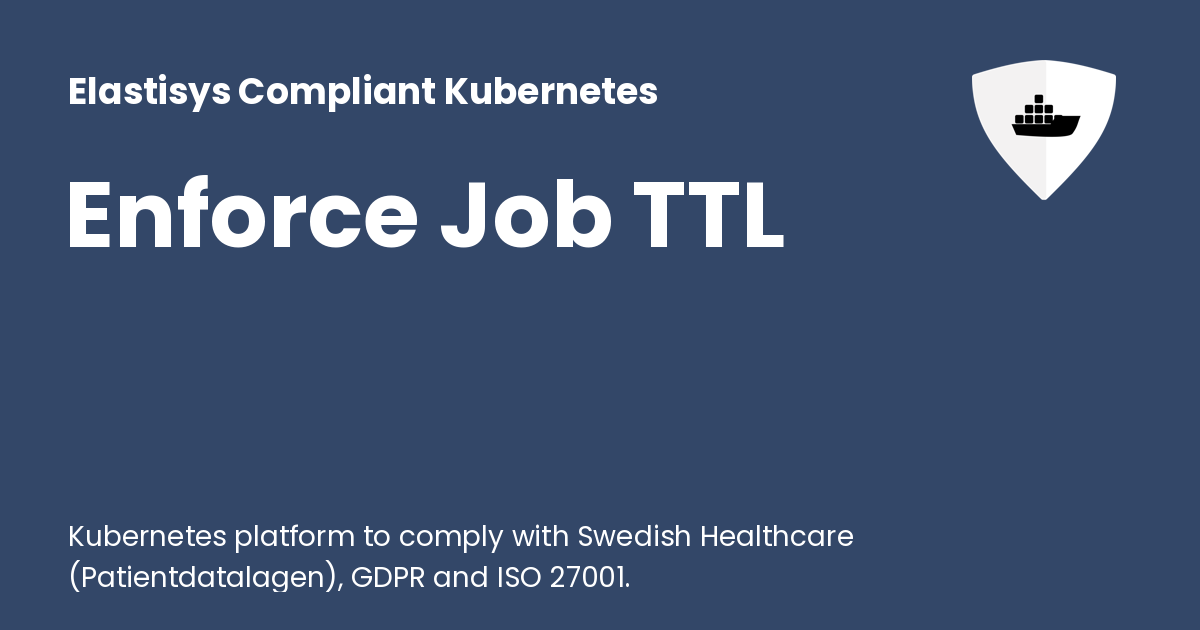 Elastisys Compliant Kubernetes
Enforce Job TTL
Kubernetes platform to comply with Swedish Healthcare
(Patientdatalagen), GDPR and ISO 27001.